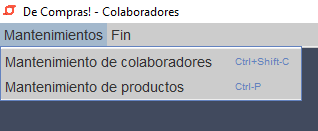 De Compras! - Colaboradores
Mantenimientos Fin
Mantenimiento de colaboradores Ctrl+Shift-C
Mantenimiento de productos Ctrl-P